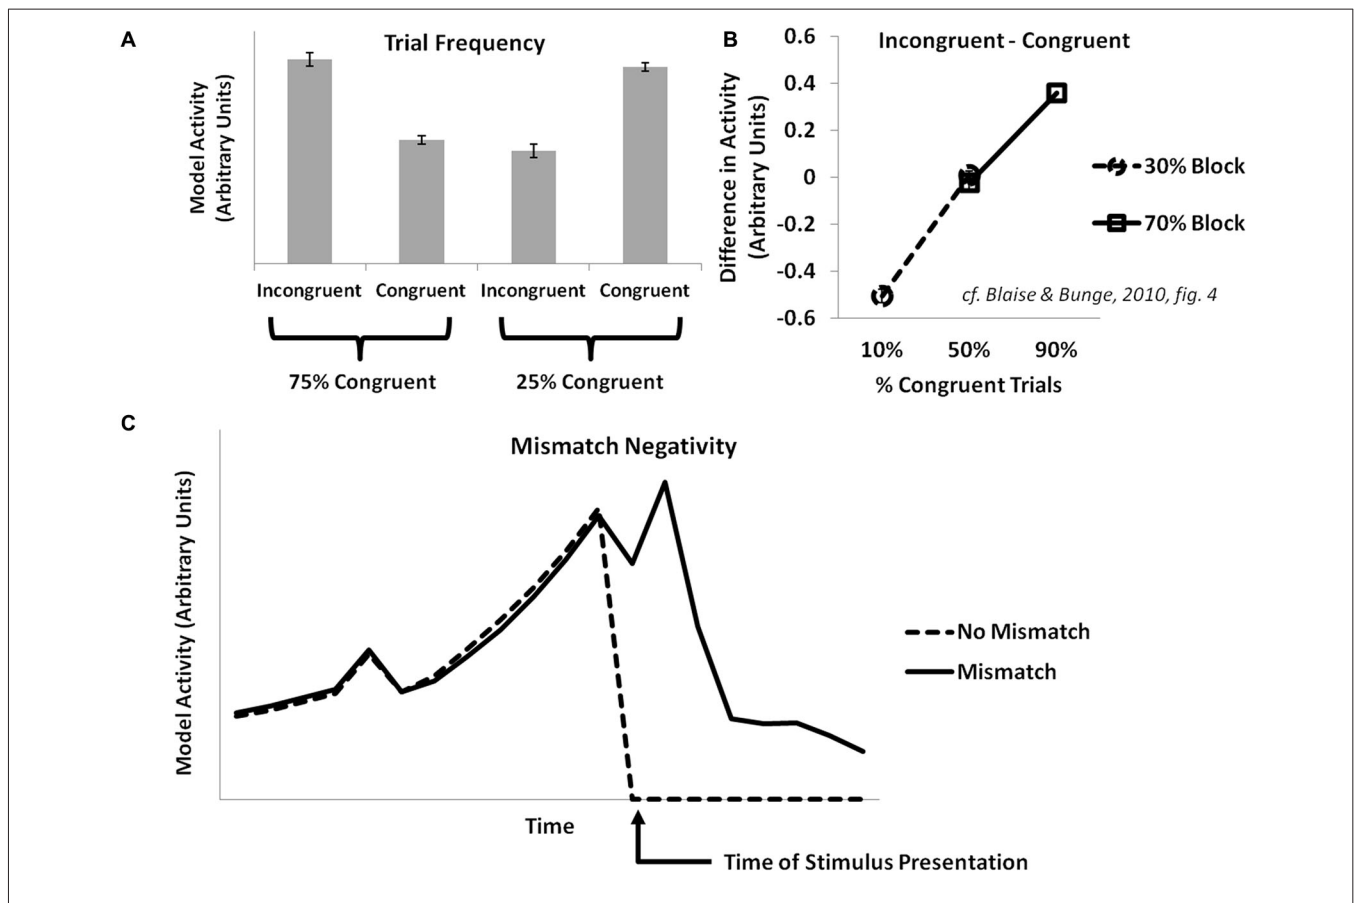 A
Trial Frequency
Model Activity
(Arbitrary Units)
Incongruent Congruent Incongruent Congruent
75% Congruent
25% Congruent
B
Incongruent - Congruent
Difference in Activity
(Arbitrary Units)
0.6
0.4
0.2
0
-0.2
-0.4
-0.6
30% Block
70% Block
cf. Blaise & Bunge, 2010, fig. 4
10% 50% 90%
% Congruent Trials
C
Mismatch Negativity
Model Activity (Arbitrary Units)
No Mismatch
Mismatch
Time
Time of Stimulus Presentation